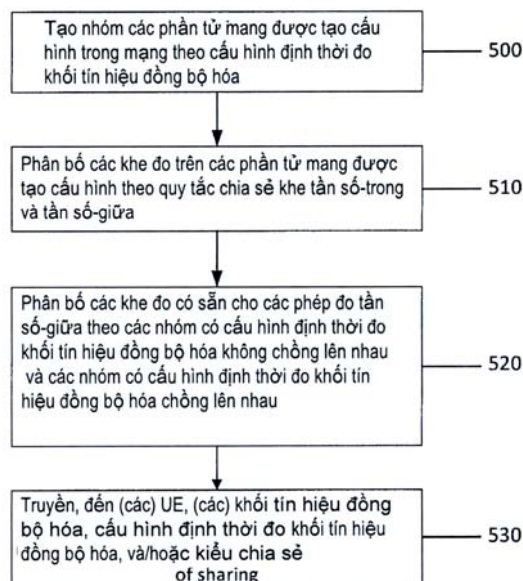 Tạo nhóm các phần tử mang được tạo cấu
hình trong mạng theo cấu hình định thời đo
khối tín hiệu đồng bộ hóa
500
Phân bố các khe đo trên các phần tử mang được
tạo cấu hình theo quy tắc chia sẻ khe tần số-trong
và tần số-giữa
510
Phân bố các khe đo có sẵn cho các phép đo tần
số-giữa theo các nhóm có cấu hình định thời đo
khối tín hiệu đồng bộ hóa không chồng lên nhau
và các nhóm có cấu hình định thời đo khối tín
hiệu đồng bộ hóa chồng lên nhau
520
Truyền, đến (các) UE, (các) khối tín hiệu đồng
bộ hóa, cấu hình định thời đo khối tín hiệu
đồng bộ hóa, và/hoặc kiểu chia sẻ
of sharing
530